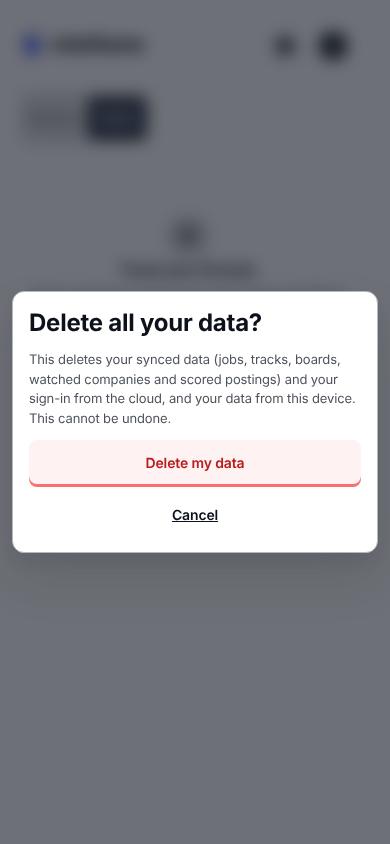 Delete all your data?
This deletes your synced data (jobs, tracks, boards,
watched companies and scored postings) and your
sign-in from the cloud, and your data from this device.
This cannot be undone.
Delete my data
Cancel